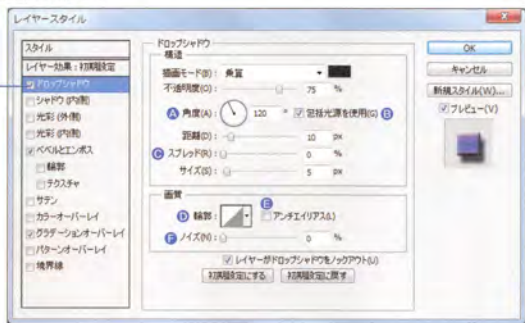 レイヤースタイル
スタイル
レイヤー効果：初期設定
ドロップシャドウ
シャドウ (内側)
光彩 (外側)
光彩 (内側)
ベベルとエンボス
輪郭
テクスチャ
サテン
カラーオーバーレイ
グラデーションオーバーレイ
パターンオーバーレイ
境界線
ドロップシャドウ
構造
描画モード(B)： 乗算
不透明度(O)： 75 %
A 角度(A)： 120 ° 包括光源を使用(G) B
距離(D)： 10 px
C スプレッド(R)： 0 %
サイズ(S)： 5 px
画質
E
D 輪郭： アンチエイリアス(L)
F ノイズ(N)： 0 %
レイヤーがドロップシャドウをノックアウト(U)
初期設定にする 初期設定に戻す
OK
キャンセル
新規スタイル(W)...
プレビュー(V)